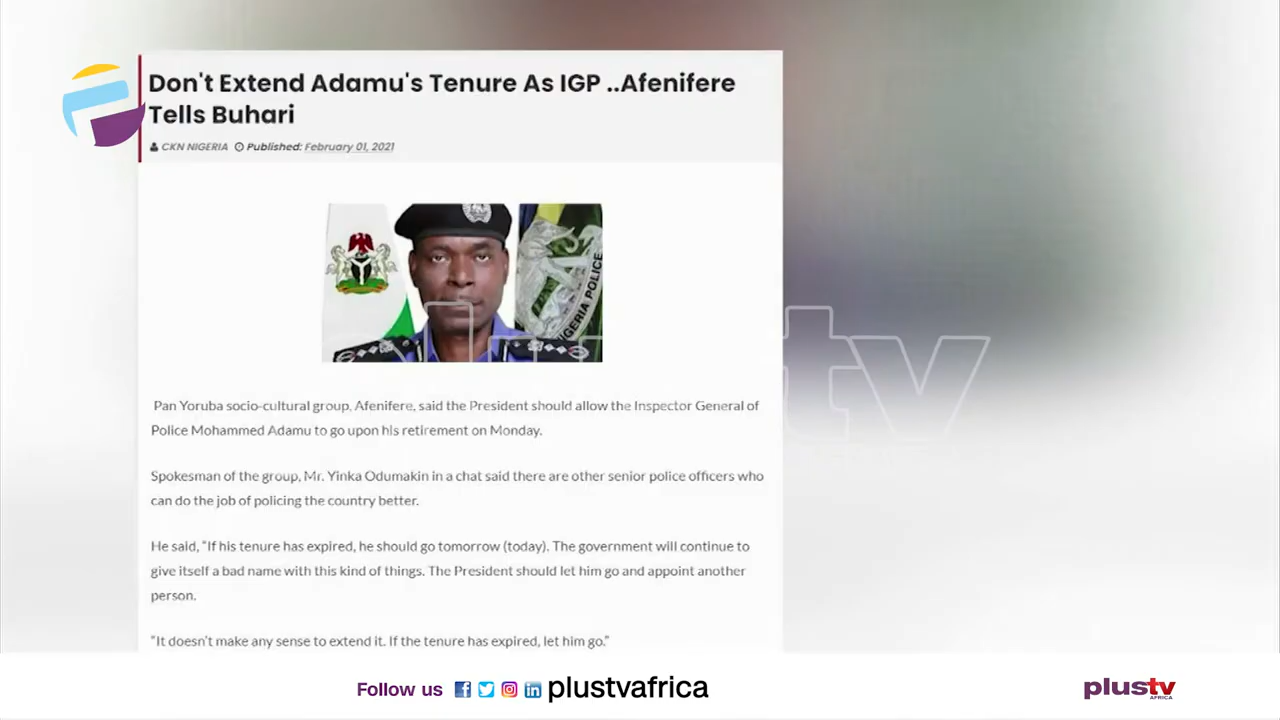 Don't Extend Adamu's Tenure As IGP ..Afenifere
Tells Buhari
CKN NIGERIA Published: February 01, 2021
NIGERIA POLICE
plustv
Pan Yoruba socio-cultural group, Afenifere, said the President should allow the Inspector General of
Police Mohammed Adamu to go upon his retirement on Monday.
Spokesman of the group, Mr. Yinka Odumakin in a chat said there are other senior police officers who
can do the job of policing the country better.
He said, “If his tenure has expired, he should go tomorrow (today). The government will continue to
give itself a bad name with this kind of things. The President should let him go and appoint another
person.
“It doesn't make any sense to extend it. If the tenure has expired, let him go.”
Follow us plustvafrica
plustv
AFRICA